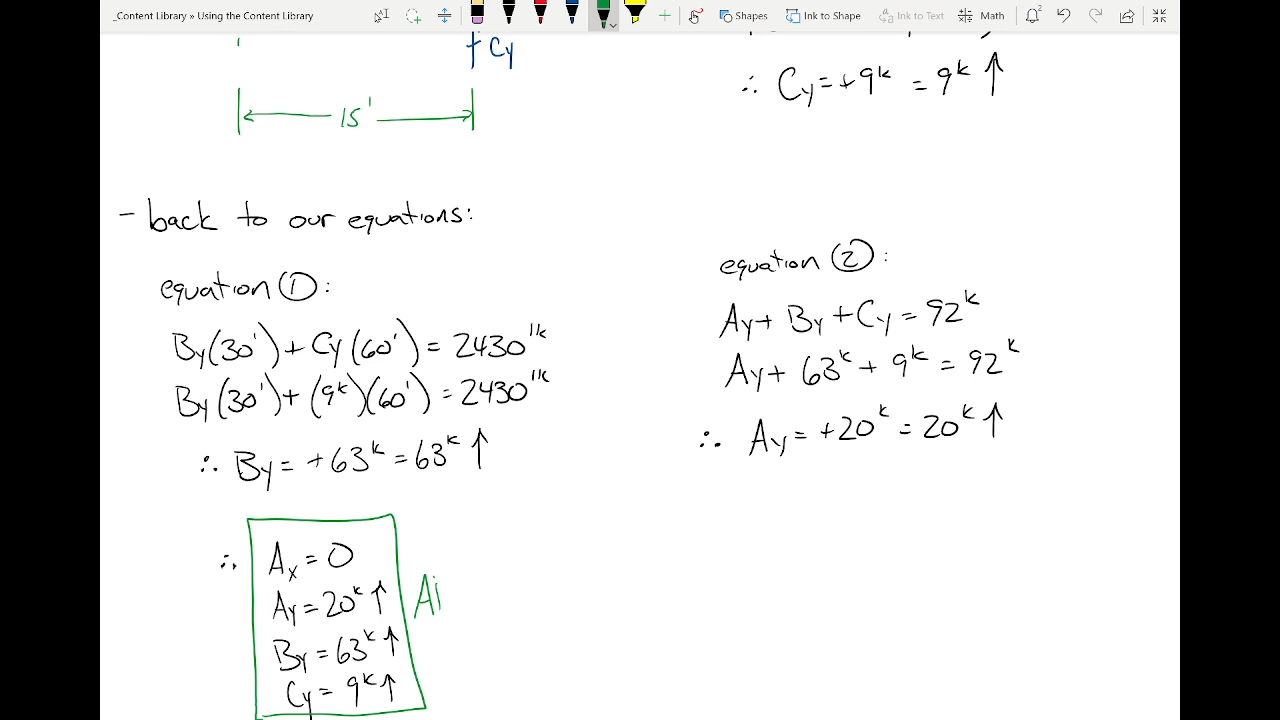 _Content Library » Using the Content Library
Shapes
Ink to Shape
Ink to Text
Math
Cy
15'
∴ Cy = +9ᵏ = 9ᵏ ↑
- back to our equations:
equation ①:
By(30') + Cy(60') = 2430'ᵏ
By(30') + (9ᵏ)(60') = 2430'ᵏ
∴ By = +63ᵏ = 63ᵏ ↑
equation ②:
Ay + By + Cy = 92ᵏ
Ay + 63ᵏ + 9ᵏ = 92ᵏ
∴ Ay = +20ᵏ = 20ᵏ ↑
∴ Aₓ = 0
Ay = 20ᵏ ↑
By = 63ᵏ ↑
Cy = 9ᵏ ↑